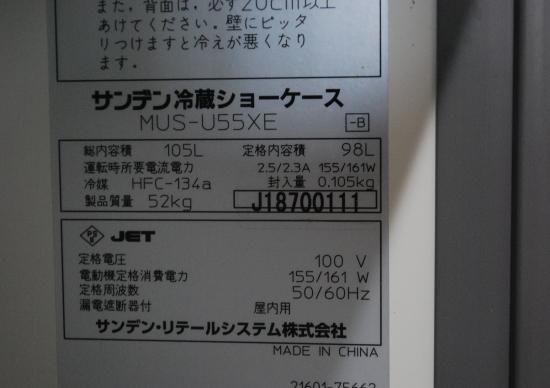 また，背面は、必ず20cm以上
あけてください。壁にピッタ
リつけますと冷えが悪くなり
ます。
サンデン冷蔵ショーケース
MUS-U55XE -B
総内容積 105L 定格内容積 98L
運転時所要電流電力 2.5/2.3A 155/161W
冷媒 HFC-134a 封入量 0.105kg
製品質量 52kg J18700111
PSE JET
定格電圧 100 V
電動機定格消費電力 155/161 W
定格周波数 50/60Hz
漏電遮断器付 屋内用
サンデン・リテールシステム株式会社
MADE IN CHINA
21601-75662